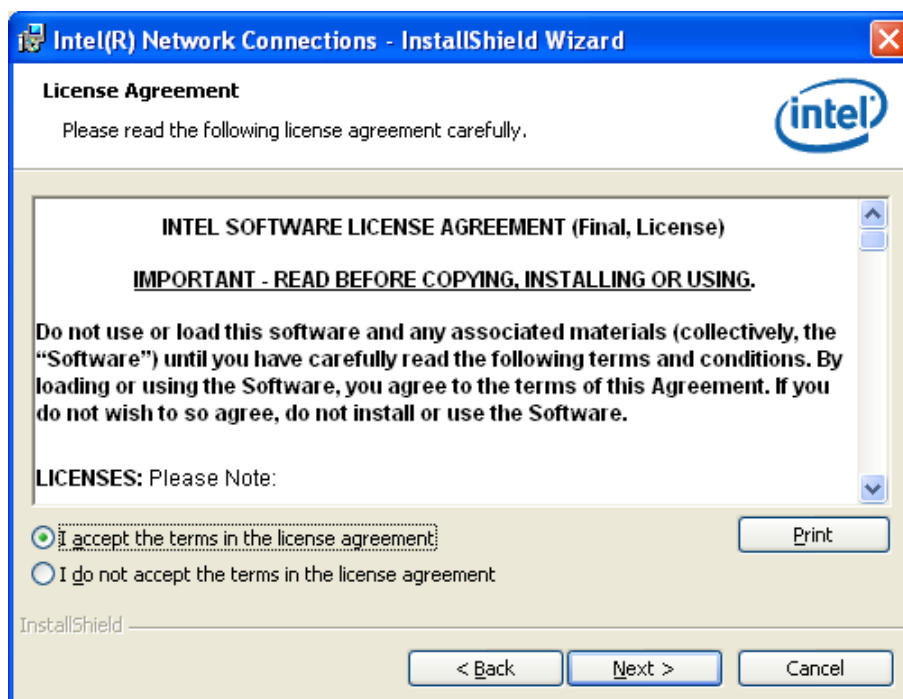 Intel(R) Network Connections - InstallShield Wizard
License Agreement
Please read the following license agreement carefully.
intel
INTEL SOFTWARE LICENSE AGREEMENT (Final, License)
IMPORTANT - READ BEFORE COPYING, INSTALLING OR USING.
Do not use or load this software and any associated materials (collectively, the
“Software”) until you have carefully read the following terms and conditions. By
loading or using the Software, you agree to the terms of this Agreement. If you
do not wish to so agree, do not install or use the Software.
LICENSES: Please Note:
I accept the terms in the license agreement
Print
I do not accept the terms in the license agreement
InstallShield
< Back
Next >
Cancel